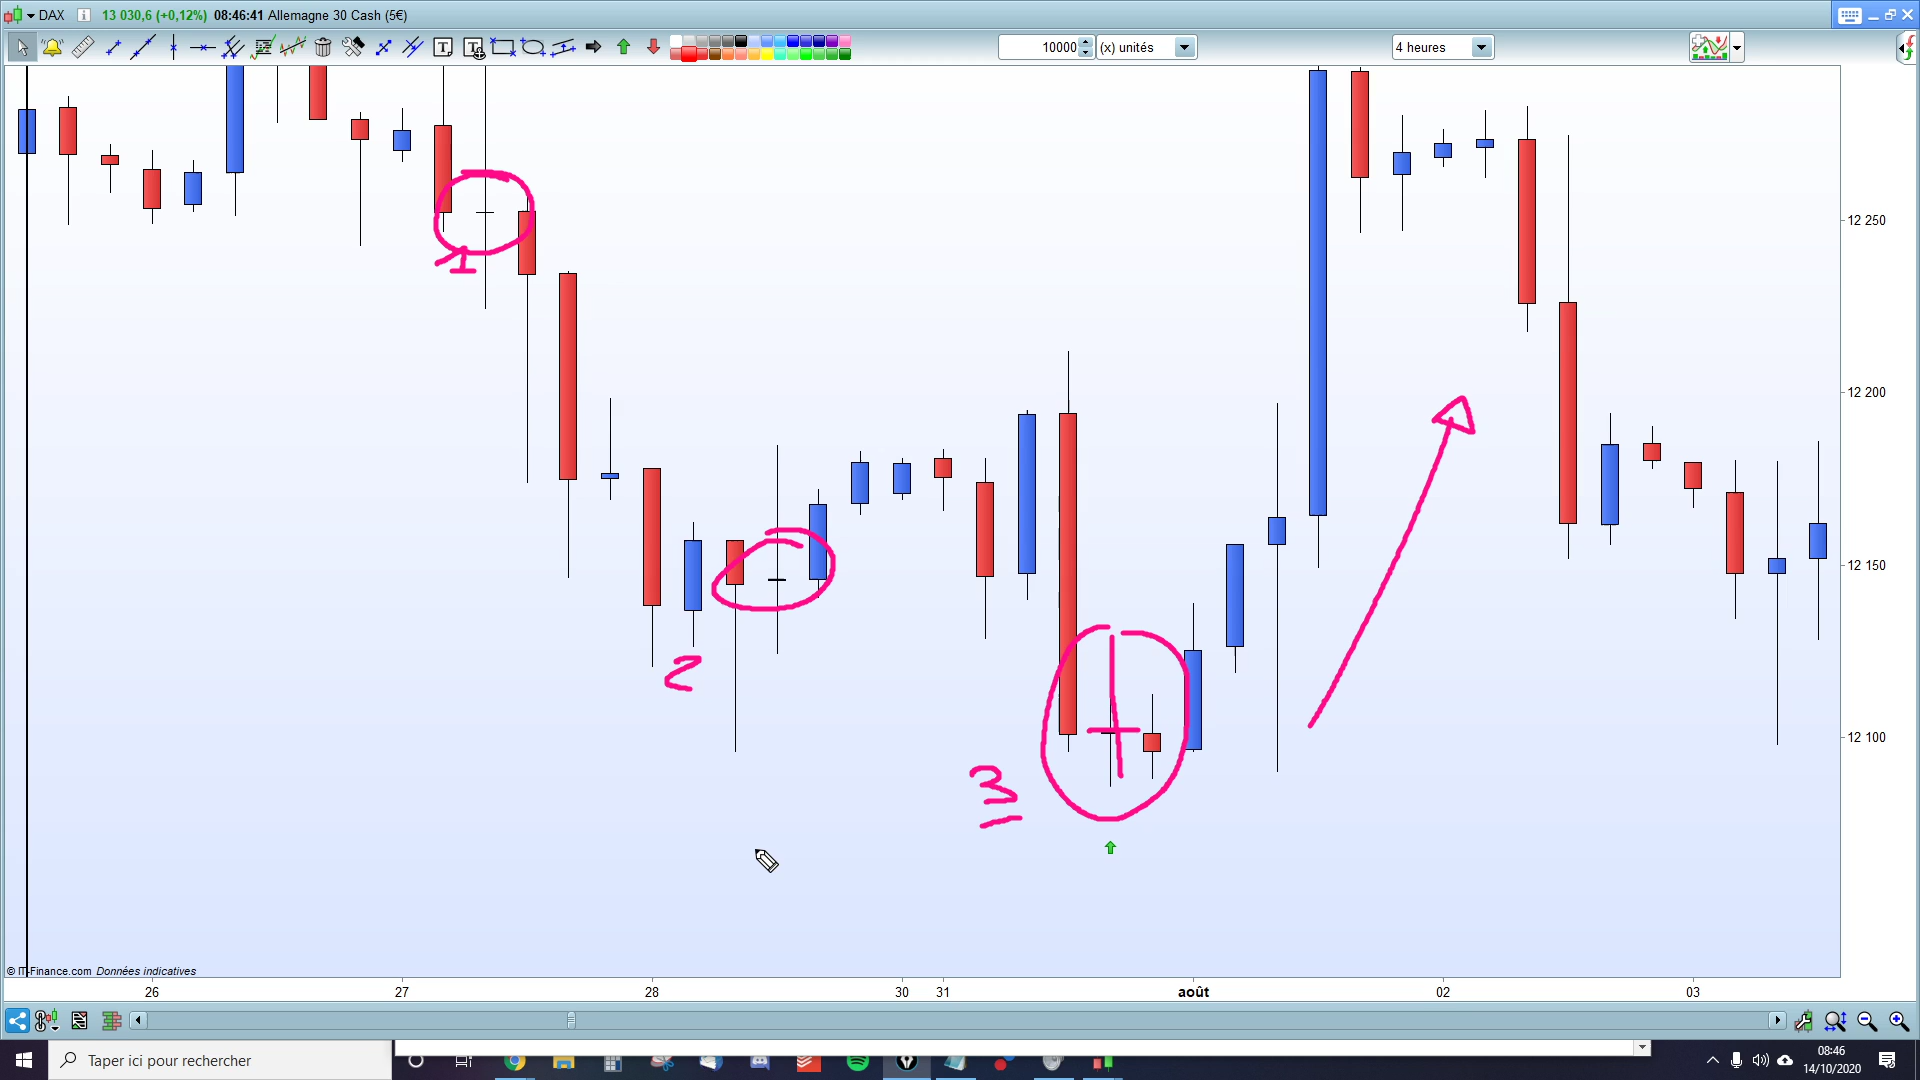 DAX 13 030,6 (+0,12%) 08:46:41 Allemagne 30 Cash (5€)
10000 (x) unités 4 heures
12 250
1
12 200
12 150
2
12 100
3
© IT-Finance.com Données indicatives
26 27 28 30 31 août 02 03
Taper ici pour rechercher
08:46
14/10/2020